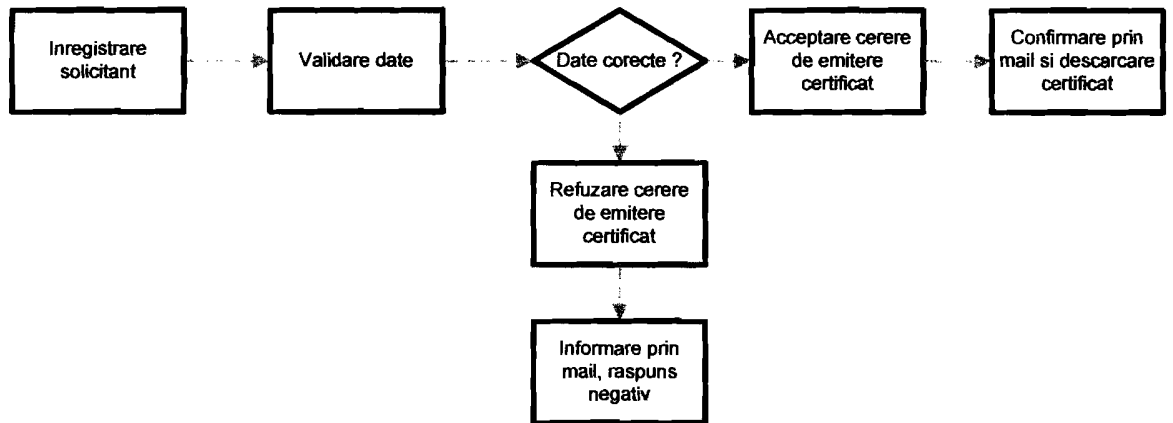 Inregistrare
solicitant
Validare date
Date corecte ?
Acceptare cerere
de emitere
certificat
Confirmare prin
mail si descarcare
certificat
Refuzare cerere
de emitere
certificat
Informare prin
mail, raspuns
negativ